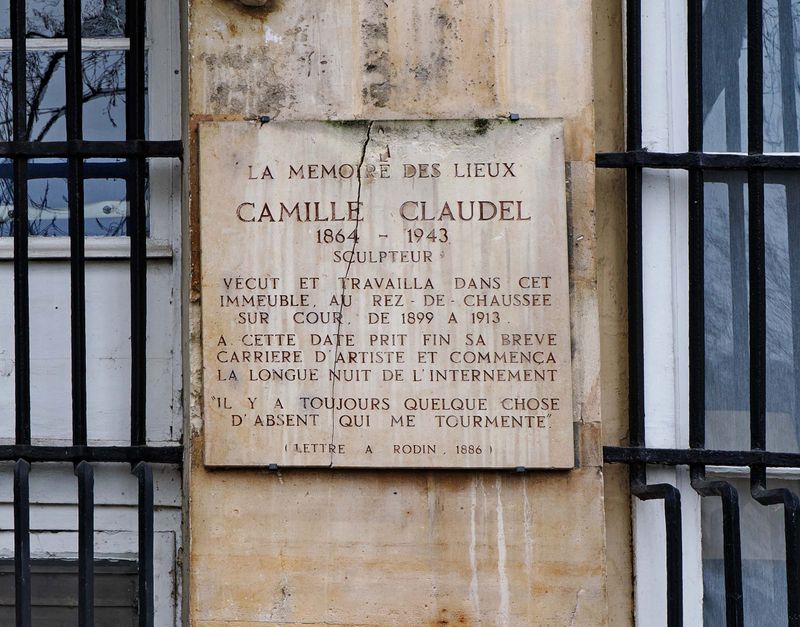 LA MEMOIRE DES LIEUX
CAMILLE CLAUDEL
1864 - 1943
SCULPTEUR
VÉCUT ET TRAVAILLA DANS CET
IMMEUBLE, AU REZ-DE-CHAUSSEE
SUR COUR, DE 1899 A 1913.
A CETTE DATE PRIT FIN SA BREVE
CARRIERE D'ARTISTE ET COMMENÇA
LA LONGUE NUIT DE L'INTERNEMENT
"IL Y A TOUJOURS QUELQUE CHOSE
D'ABSENT QUI ME TOURMENTE".
(LETTRE A RODIN, 1886)